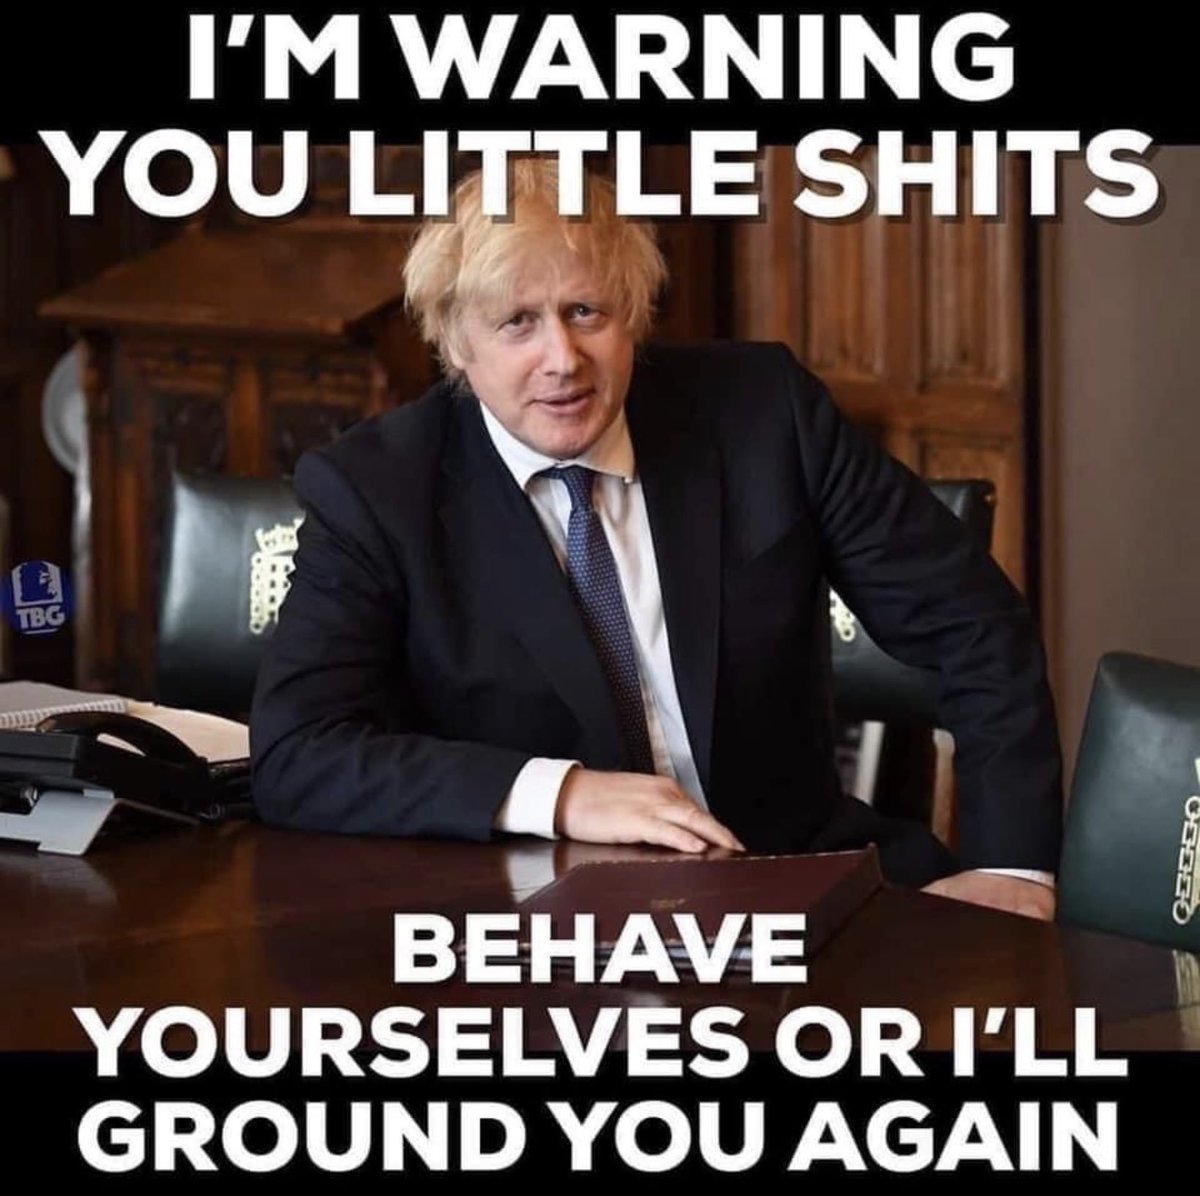 I'M WARNING
YOU LITTLE SHITS
TBG
BEHAVE
YOURSELVES OR I'LL
GROUND YOU AGAIN